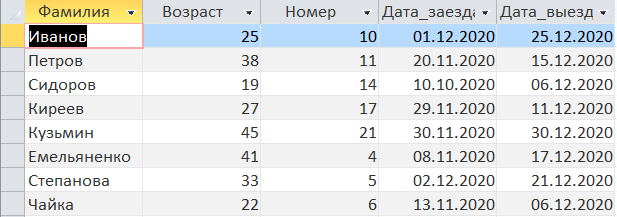 Фамилия Возраст Номер Дата_заезда Дата_выезд
Иванов 25 10 01.12.2020 25.12.2020
Петров 38 11 20.11.2020 15.12.2020
Сидоров 19 14 10.10.2020 06.12.2020
Киреев 27 17 29.11.2020 11.12.2020
Кузьмин 45 21 30.11.2020 30.12.2020
Емельяненко 41 4 08.11.2020 17.12.2020
Степанова 33 5 02.12.2020 21.12.2020
Чайка 22 6 13.11.2020 06.12.2020